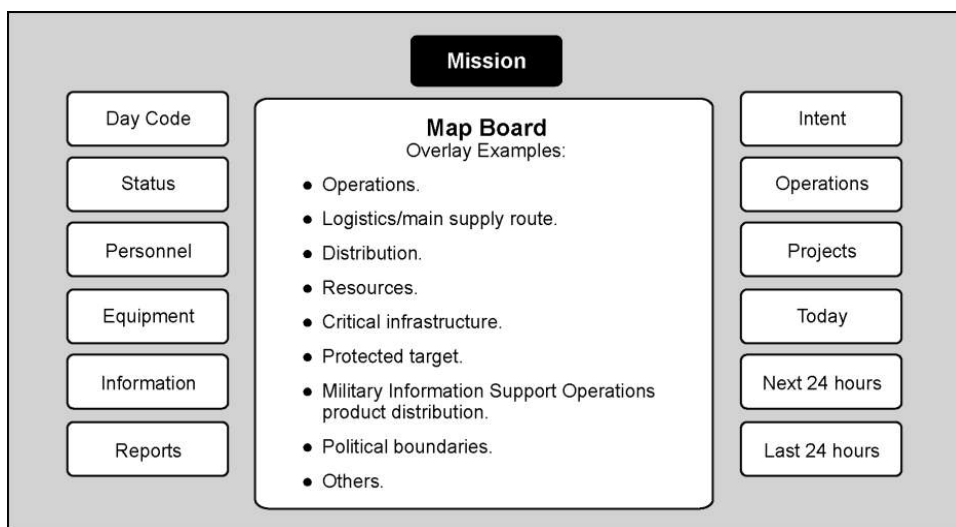 Mission
Day Code
Status
Personnel
Equipment
Information
Reports
Map Board
Overlay Examples:
● Operations.
● Logistics/main supply route.
● Distribution.
● Resources.
● Critical infrastructure.
● Protected target.
● Military Information Support Operations
product distribution.
● Political boundaries.
● Others.
Intent
Operations
Projects
Today
Next 24 hours
Last 24 hours